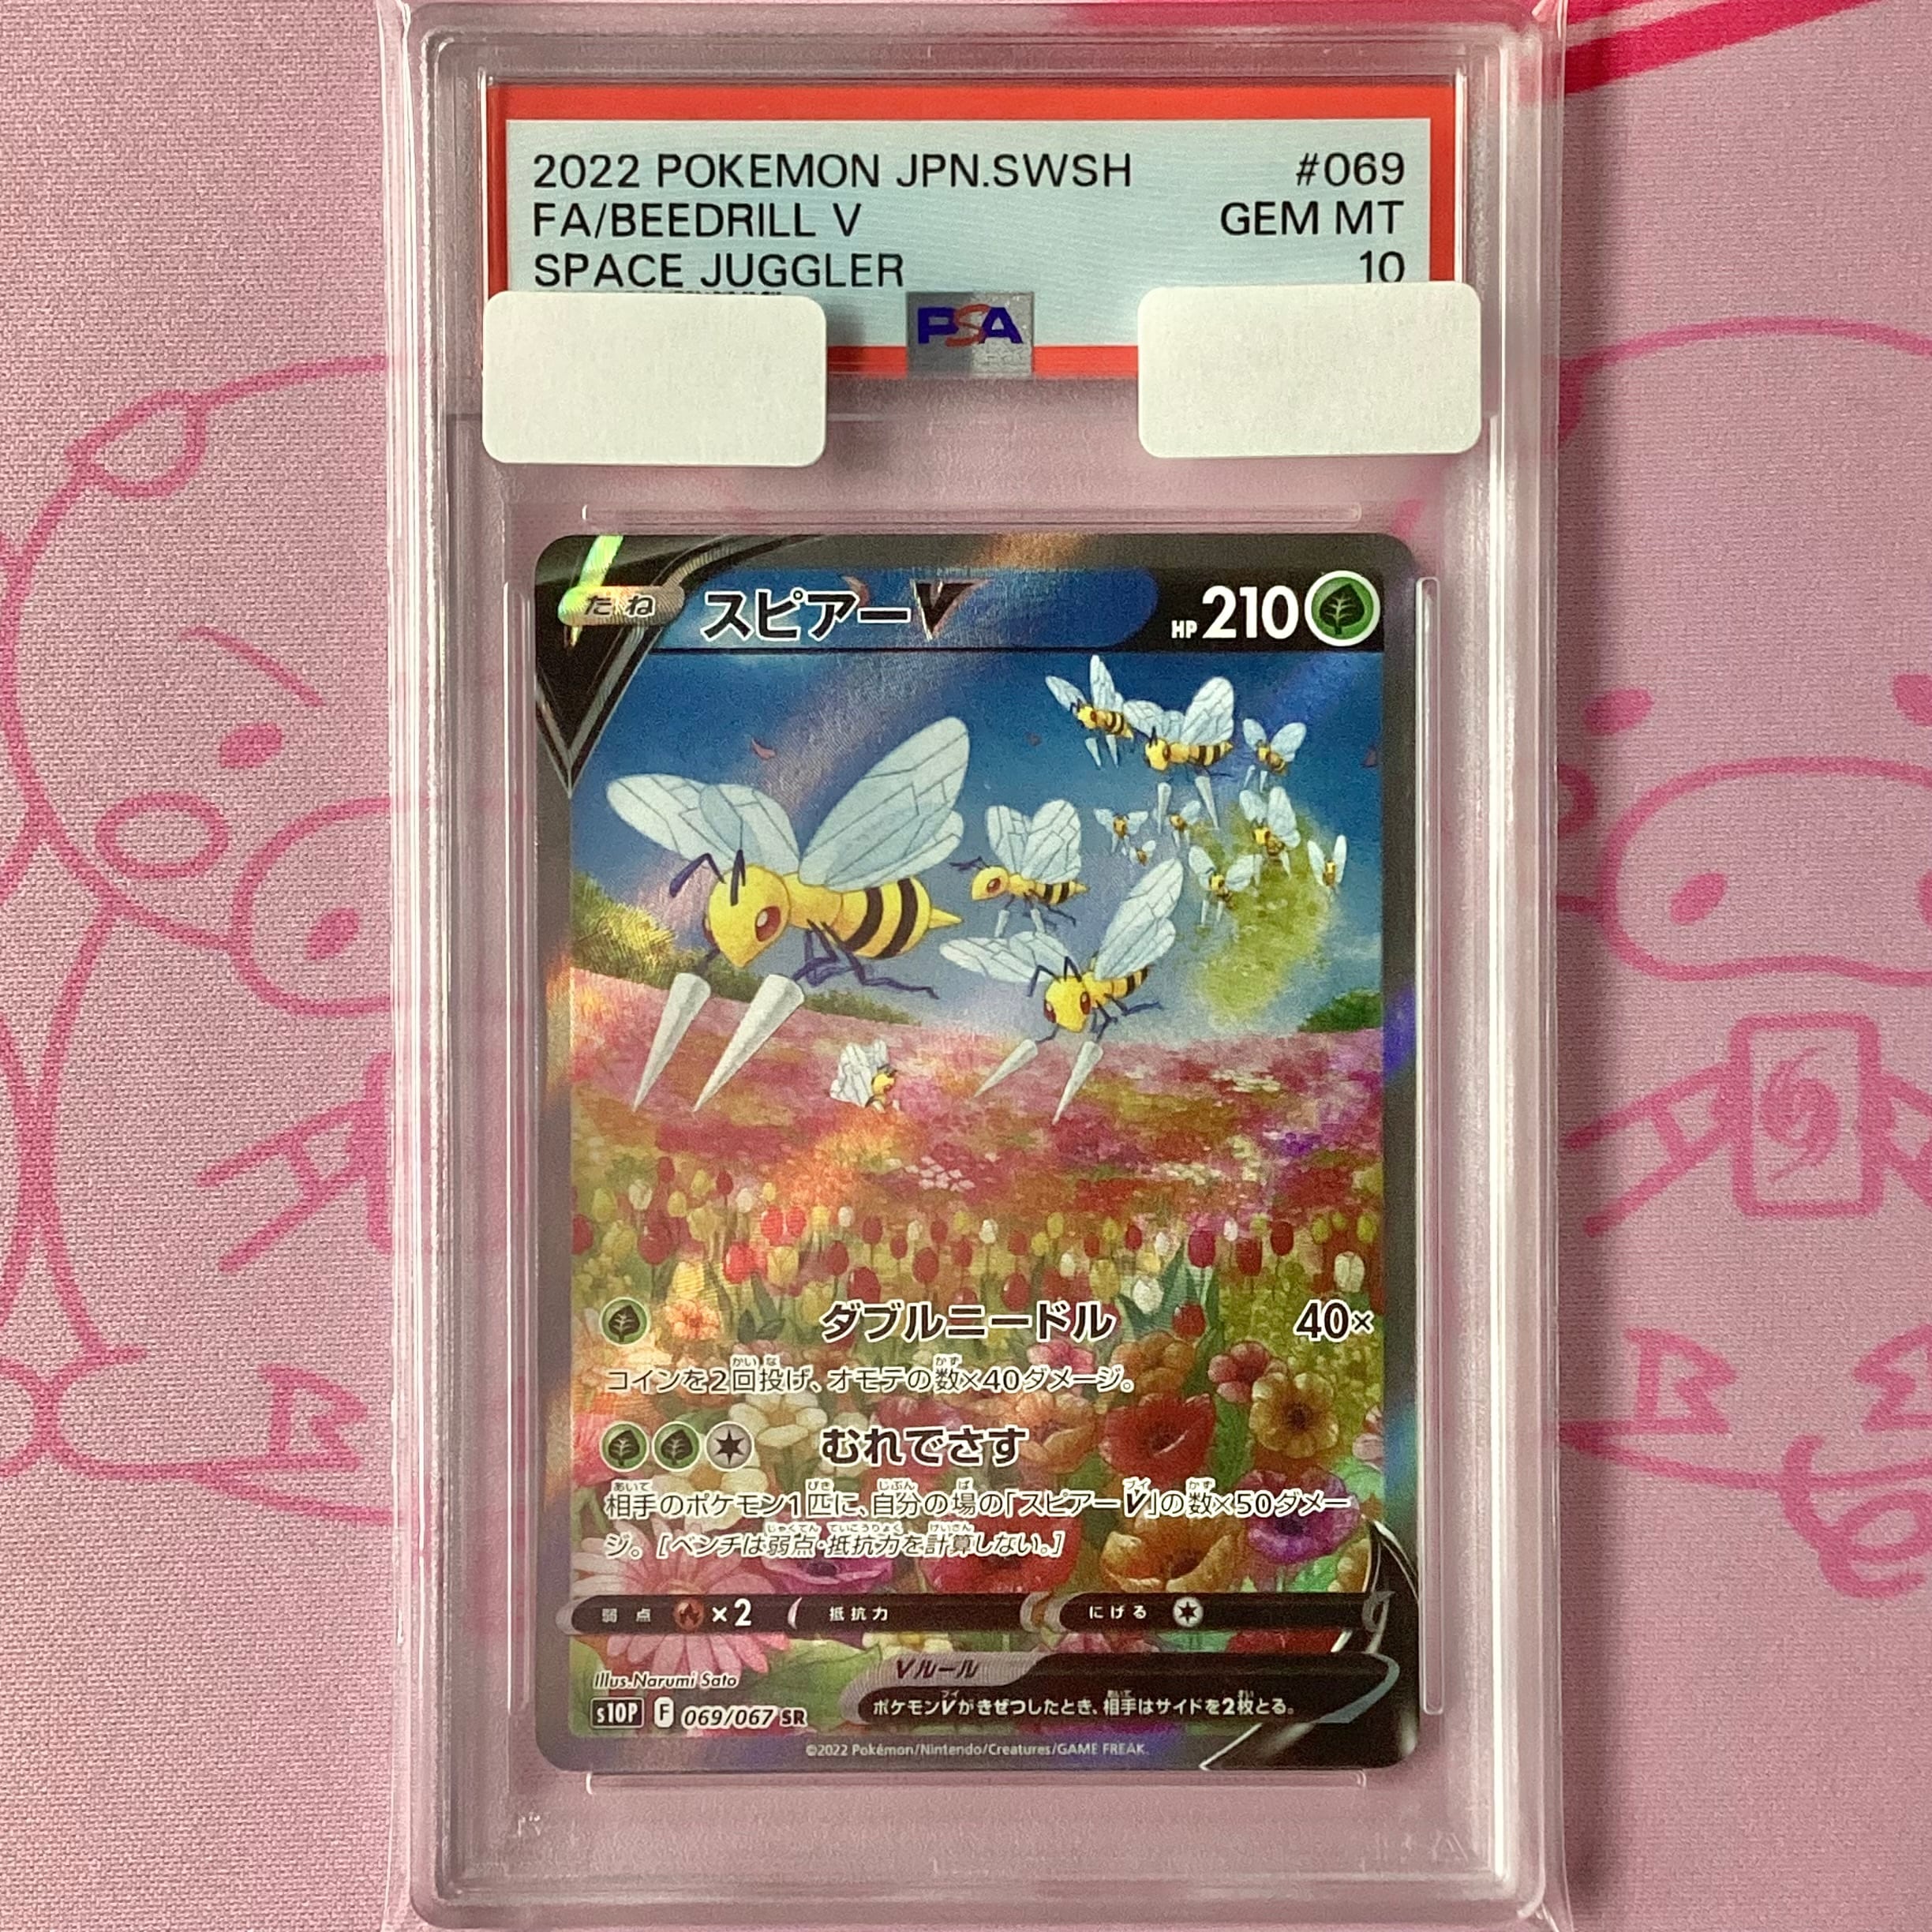 2022 POKEMON JPN.SWSH #069
FA/BEEDRILL V GEM MT
SPACE JUGGLER 10
PSA
たね スピアーV HP 210
ダブルニードル 40×
コインを2回投げ、オモテの数×40ダメージ。
むれでさす
相手のポケモン1匹に、自分の場の「スピアーV」の数×50ダメー
ジ。[ベンチは弱点・抵抗力を計算しない。]
弱点 ×2 抵抗力 にげる
Illus.Narumi Sato
Vルール
ポケモンVがきぜつしたとき、相手はサイドを2枚とる。
s10P F 069/067 SR
©2022 Pokémon/Nintendo/Creatures/GAME FREAK.